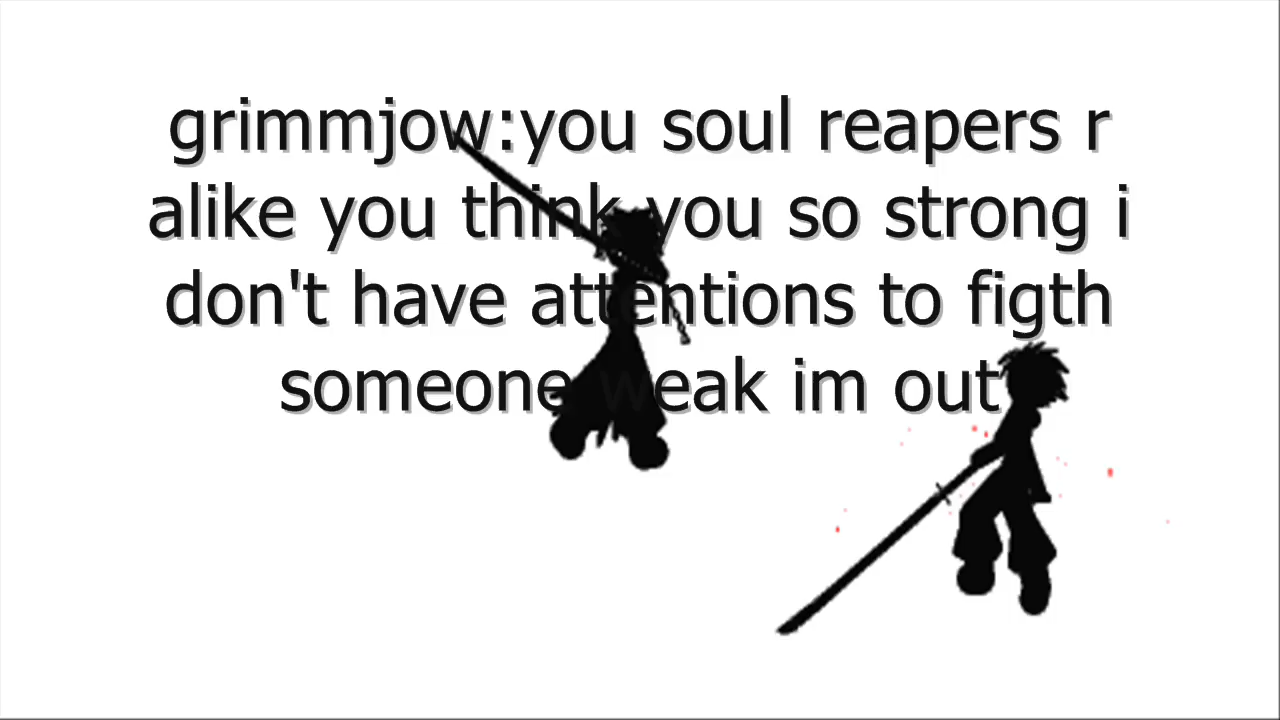 grimmjow:you soul reapers r
alike you think you so strong i
don't have attentions to figth
someone weak im out